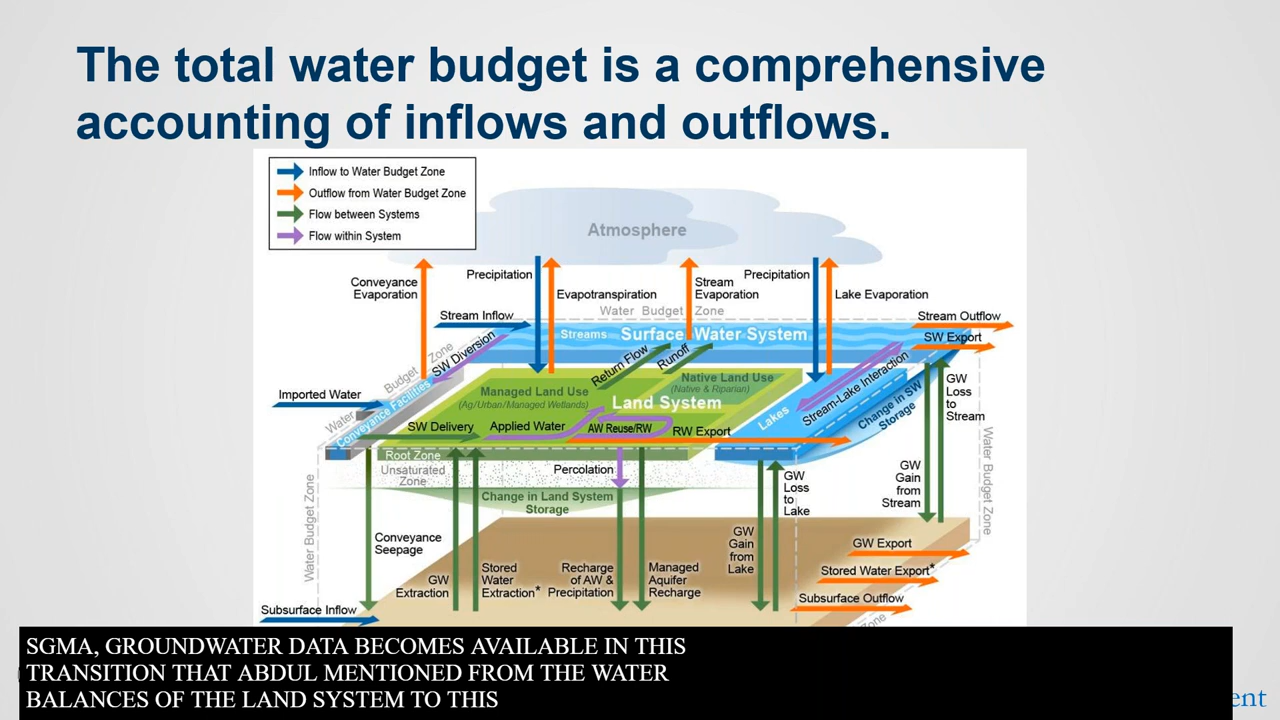 The total water budget is a comprehensive
accounting of inflows and outflows.
Inflow to Water Budget Zone
Outflow from Water Budget Zone
Flow between Systems
Flow within System
Atmosphere
Conveyance
Evaporation
Precipitation
Evapotranspiration
Stream
Evaporation
Precipitation
Lake Evaporation
Water Budget Zone
Stream Inflow
Streams
Surface Water System
Stream Outflow
SW Export
SW Diversion
Water Budget Zone
Imported Water
Conveyance Facilities
Return Flow
Runoff
Managed Land Use
(Ag/Urban/Managed Wetlands)
Native Land Use
(Native & Riparian)
Land System
SW Delivery
Applied Water
AW Reuse/RW
RW Export
Lakes
Stream-Lake Interaction
Change in SW
Storage
GW
Loss
to
Stream
Root Zone
Unsaturated
Zone
Percolation
Change in Land System
Storage
GW
Loss
to
Lake
GW
Gain
from
Stream
Water Budget Zone
Water Budget Zone
Conveyance
Seepage
GW
Extraction
Stored
Water
Extraction*
Recharge
of AW &
Precipitation
Managed
Aquifer
Recharge
GW
Gain
from
Lake
GW Export
Stored Water Export*
Subsurface Outflow
Subsurface Inflow
Zone
SGMA, GROUNDWATER DATA BECOMES AVAILABLE IN THIS
TRANSITION THAT ABDUL MENTIONED FROM THE WATER
BALANCES OF THE LAND SYSTEM TO THIS
ent